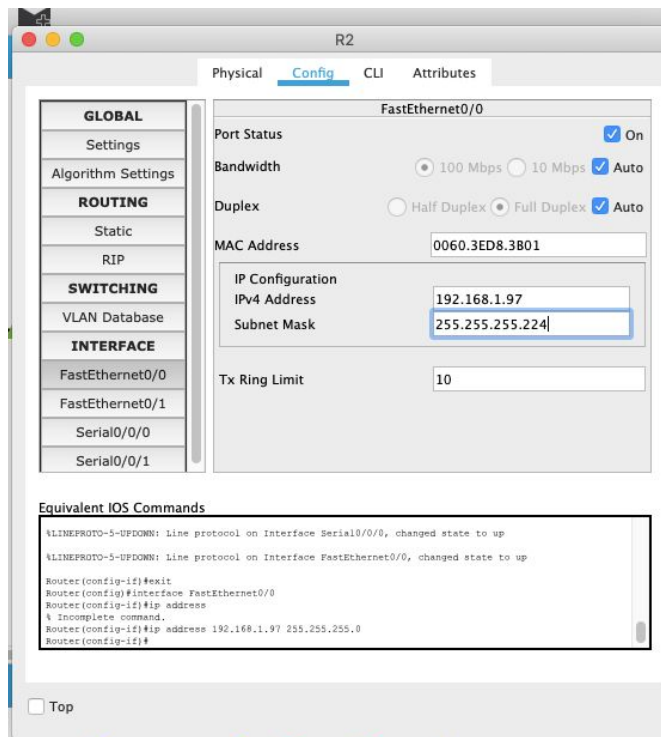 R2
Physical Config CLI Attributes
GLOBAL
Settings
Algorithm Settings
ROUTING
Static
RIP
SWITCHING
VLAN Database
INTERFACE
FastEthernet0/0
FastEthernet0/1
Serial0/0/0
Serial0/0/1
FastEthernet0/0
Port Status On
Bandwidth 100 Mbps 10 Mbps Auto
Duplex Half Duplex Full Duplex Auto
MAC Address 0060.3ED8.3B01
IP Configuration
IPv4 Address 192.168.1.97
Subnet Mask 255.255.255.224
Tx Ring Limit 10
Equivalent IOS Commands
%LINEPROTO-5-UPDOWN: Line protocol on Interface Serial0/0/0, changed state to up
%LINEPROTO-5-UPDOWN: Line protocol on Interface FastEthernet0/0, changed state to up
Router(config-if)#exit
Router(config)#interface FastEthernet0/0
Router(config-if)#ip address
% Incomplete command.
Router(config-if)#ip address 192.168.1.97 255.255.255.0
Router(config-if)#
Top